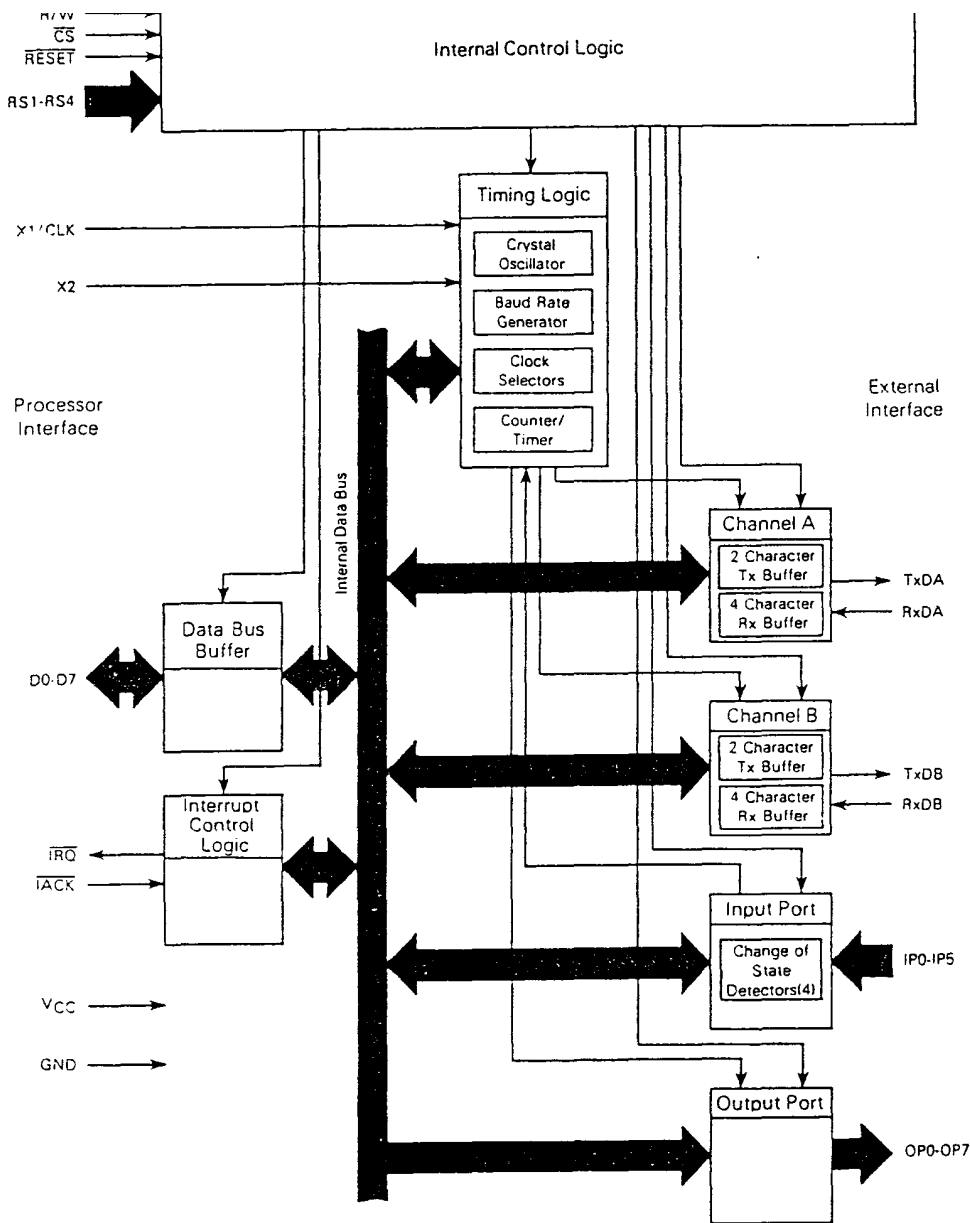 R/W
CS
RESET
RS1-RS4
Internal Control Logic
Timing Logic
Crystal
Oscillator
Baud Rate
Generator
Clock
Selectors
Counter/
Timer
X1/CLK
X2
Processor
Interface
External
Interface
Internal Data Bus
Channel A
2 Character
Tx Buffer
4 Character
Rx Buffer
TxDA
RxDA
Data Bus
Buffer
D0-D7
Channel B
2 Character
Tx Buffer
4 Character
Rx Buffer
TxDB
RxDB
Interrupt
Control
Logic
IRQ
IACK
Input Port
Change of
State
Detectors(4)
IP0-IP5
VCC
GND
Output Port
OP0-OP7